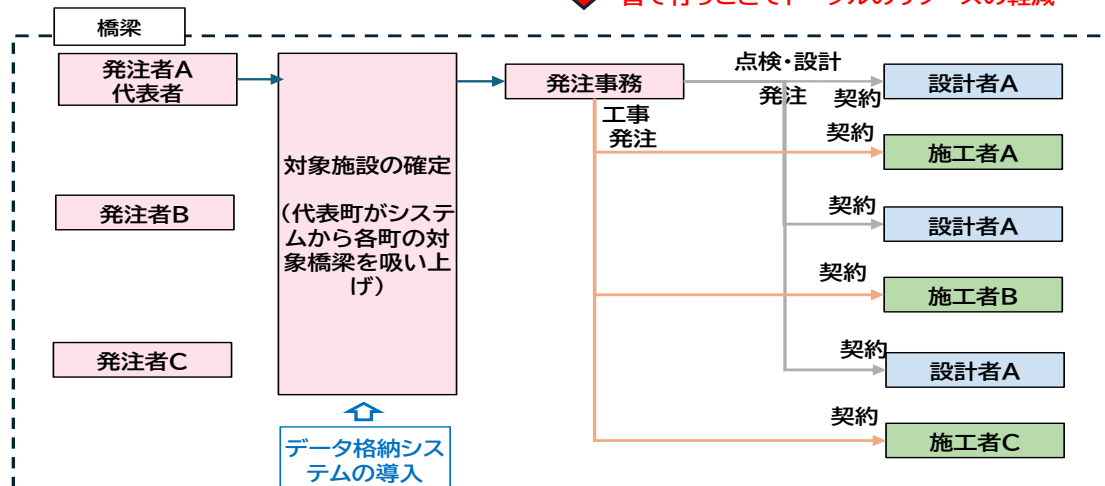 橋梁
発注者A
代表者
発注者B
発注者C
対象施設の確定
(代表町がシステ
ムから各町の対
象橋梁を吸い上
げ)
データ格納シス
テムの導入
発注事務
点検・設計
発注
工事
発注
契約
設計者A
契約
施工者A
契約
設計者A
契約
施工者B
契約
設計者A
契約
施工者C